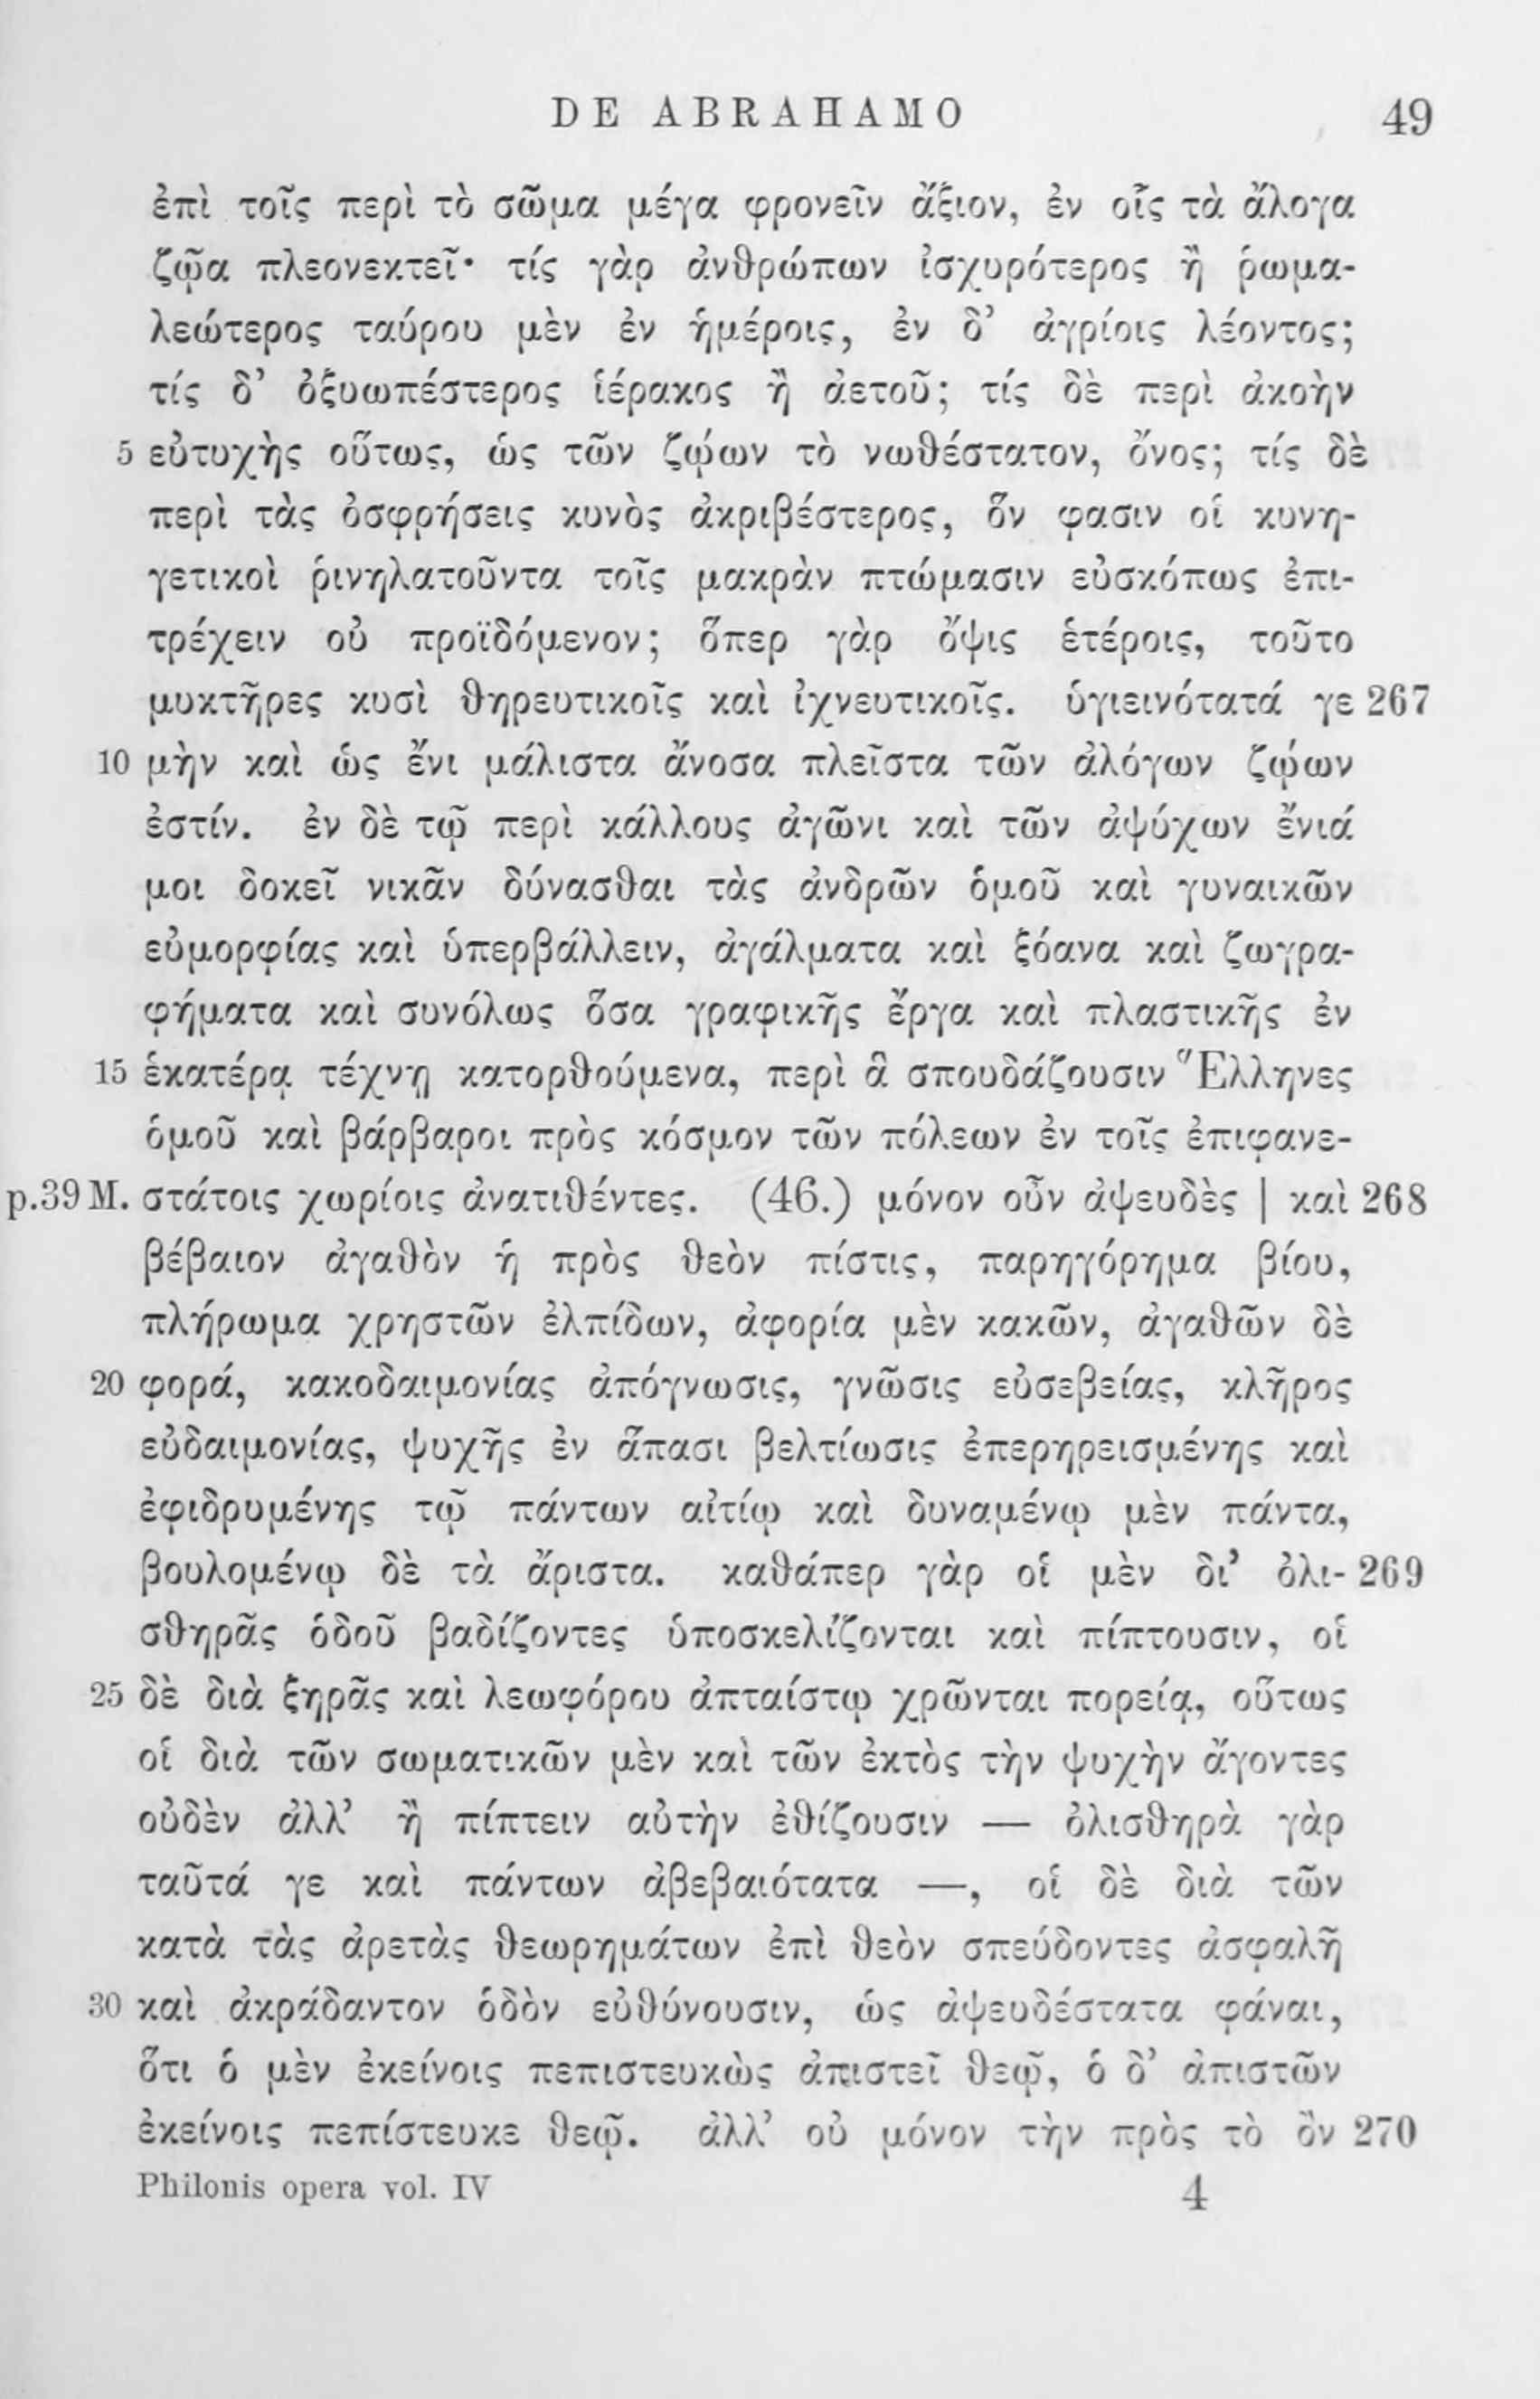 DE ABRAHAMO 49
ἐπὶ τοῖς περὶ τὸ σῶμα μέγα φρονεῖν ἄξιον, ἐν οἷς τὰ ἄλογα
ζῷα πλεονεκτεῖ· τίς γὰρ ἀνθρώπων ἰσχυρότερος ἢ ῥωμα-
λεώτερος ταύρου μὲν ἐν ἡμέροις, ἐν δ’ ἀγρίοις λέοντος;
τίς δ’ ὀξυωπέστερος ἱέρακος ἢ ἀετοῦ; τίς δὲ περὶ ἀκοὴν
5 εὐτυχὴς οὕτως, ὡς τῶν ζῴων τὸ νωθέστατον, ὄνος; τίς δὲ
περὶ τὰς ὀσφρήσεις κυνὸς ἀκριβέστερος, ὅν φασιν οἱ κυνη-
γετικοὶ ῥινηλατοῦντα τοῖς μακρὰν πτώμασιν εὐσκόπως ἐπι-
τρέχειν οὐ προϊδόμενον; ὅπερ γὰρ ὄψις ἑτέροις, τοῦτο
μυκτῆρες κυσὶ θηρευτικοῖς καὶ ἰχνευτικοῖς. ὑγιεινότατά γε 267
10 μὴν καὶ ὡς ἔνι μάλιστα ἄνοσα πλεῖστα τῶν ἀλόγων ζῴων
ἐστίν. ἐν δὲ τῷ περὶ κάλλους ἀγῶνι καὶ τῶν ἀψύχων ἔνιά
μοι δοκεῖ νικᾶν δύνασθαι τὰς ἀνδρῶν ὁμοῦ καὶ γυναικῶν
εὐμορφίας καὶ ὑπερβάλλειν, ἀγάλματα καὶ ξόανα καὶ ζωγρα-
φήματα καὶ συνόλως ὅσα γραφικῆς ἔργα καὶ πλαστικῆς ἐν
15 ἑκατέρᾳ τέχνῃ κατορθούμενα, περὶ ἃ σπουδάζουσιν Ἕλληνες
ὁμοῦ καὶ βάρβαροι πρὸς κόσμον τῶν πόλεων ἐν τοῖς ἐπιφανε-
p.39 M. στάτοις χωρίοις ἀνατιθέντες. (46.) μόνον οὖν ἀψευδὲς | καὶ 268
βέβαιον ἀγαθὸν ἡ πρὸς θεὸν πίστις, παρηγόρημα βίου,
πλήρωμα χρηστῶν ἐλπίδων, ἀφορία μὲν κακῶν, ἀγαθῶν δὲ
20 φορά, κακοδαιμονίας ἀπόγνωσις, γνῶσις εὐσεβείας, κλῆρος
εὐδαιμονίας, ψυχῆς ἐν ἅπασι βελτίωσις ἐπερηρεισμένης καὶ
ἐφιδρυμένης τῷ πάντων αἰτίῳ καὶ δυναμένῳ μὲν πάντα,
βουλομένῳ δὲ τὰ ἄριστα. καθάπερ γὰρ οἱ μὲν δι’ ὀλι- 269
σθηρᾶς ὁδοῦ βαδίζοντες ὑποσκελίζονται καὶ πίπτουσιν, οἱ
25 δὲ διὰ ξηρᾶς καὶ λεωφόρου ἀπταίστῳ χρῶνται πορείᾳ, οὕτως
οἱ διὰ τῶν σωματικῶν μὲν καὶ τῶν ἐκτὸς τὴν ψυχὴν ἄγοντες
οὐδὲν ἀλλ’ ἢ πίπτειν αὐτὴν ἐθίζουσιν — ὀλισθηρὰ γὰρ
ταῦτά γε καὶ πάντων ἀβεβαιότατα —, οἱ δὲ διὰ τῶν
κατὰ τὰς ἀρετὰς θεωρημάτων ἐπὶ θεὸν σπεύδοντες ἀσφαλῆ
30 καὶ ἀκράδαντον ὁδὸν εὐθύνουσιν, ὡς ἀψευδέστατα φάναι,
ὅτι ὁ μὲν ἐκείνοις πεπιστευκὼς ἀπιστεῖ θεῷ, ὁ δ’ ἀπιστῶν
ἐκείνοις πεπίστευκε θεῷ. ἀλλ’ οὐ μόνον τὴν πρὸς τὸ ὂν 270
Philonis opera vol. IV 4